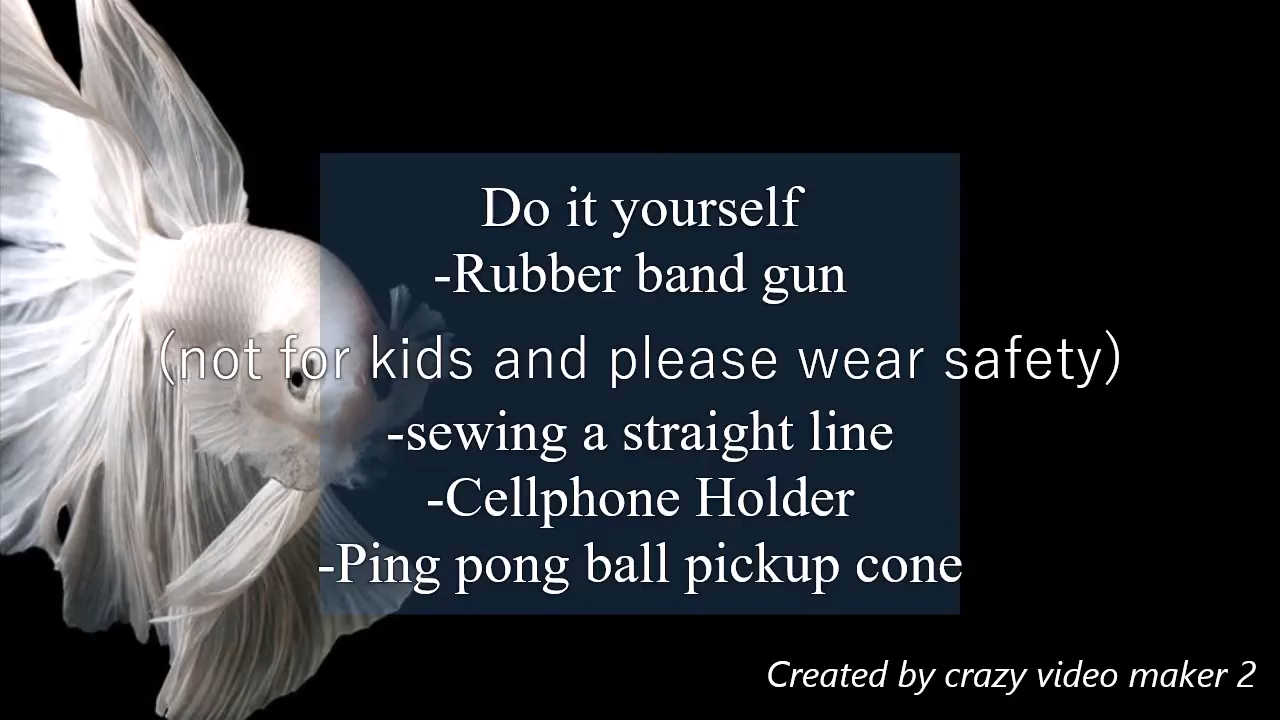 Do it yourself
-Rubber band gun
(not for kids and please wear safety)
-sewing a straight line
-Cellphone Holder
-Ping pong ball pickup cone
Created by crazy video maker 2